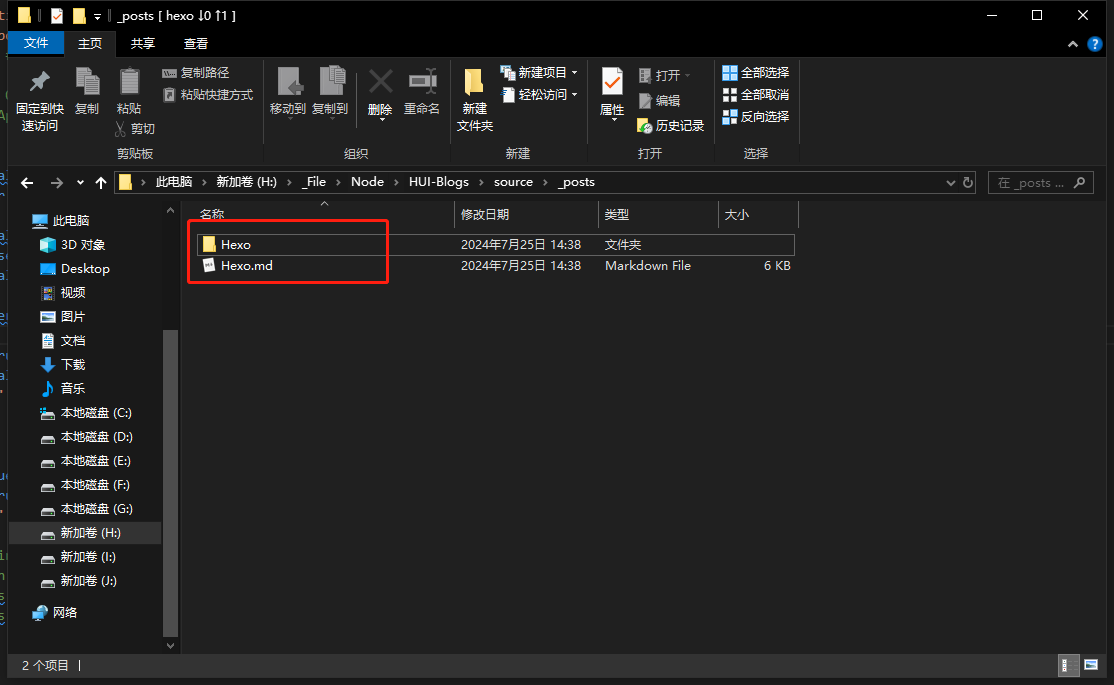 _posts [ hexo ↓0 ↑1 ]
文件 主页 共享 查看
固定到快速访问
复制
粘贴
复制路径
粘贴快捷方式
剪切
剪贴板
移动到
复制到
删除
重命名
组织
新建
文件夹
新建项目
轻松访问
新建
属性
打开
编辑
历史记录
打开
全部选择
全部取消
反向选择
选择
此电脑 › 新加卷 (H:) › _File › Node › HUI-Blogs › source › _posts
在 _posts ...
名称 修改日期 类型 大小
Hexo 2024年7月25日 14:38 文件夹
Hexo.md 2024年7月25日 14:38 Markdown File 6 KB
此电脑
3D 对象
Desktop
视频
图片
文档
下载
音乐
本地磁盘 (C:)
本地磁盘 (D:)
本地磁盘 (E:)
本地磁盘 (F:)
本地磁盘 (G:)
新加卷 (H:)
新加卷 (I:)
新加卷 (J:)
网络
2 个项目